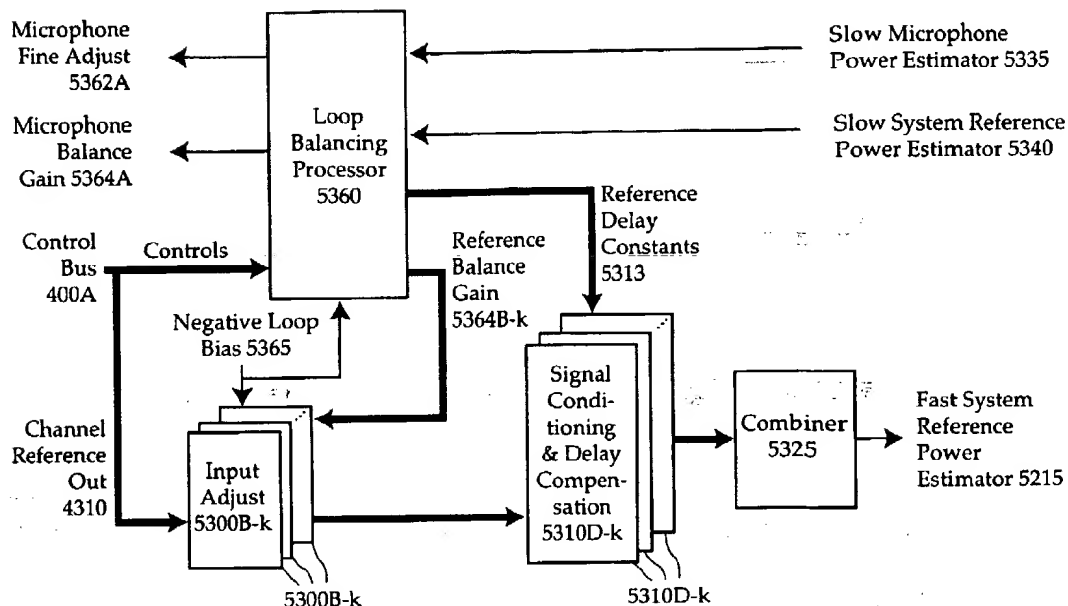 Microphone
Fine Adjust
5362A
Microphone
Balance
Gain 5364A
Loop
Balancing
Processor
5360
Slow Microphone
Power Estimator 5335
Slow System Reference
Power Estimator 5340
Control
Bus
400A
Controls
Reference
Balance
Gain
5364B-k
Reference
Delay
Constants
5313
Negative Loop
Bias 5365
Channel
Reference
Out
4310
Input
Adjust
5300B-k
5300B-k
Signal
Condi-
tioning
& Delay
Compen-
sation
5310D-k
5310D-k
Combiner
5325
Fast System
Reference
Power
Estimator 5215